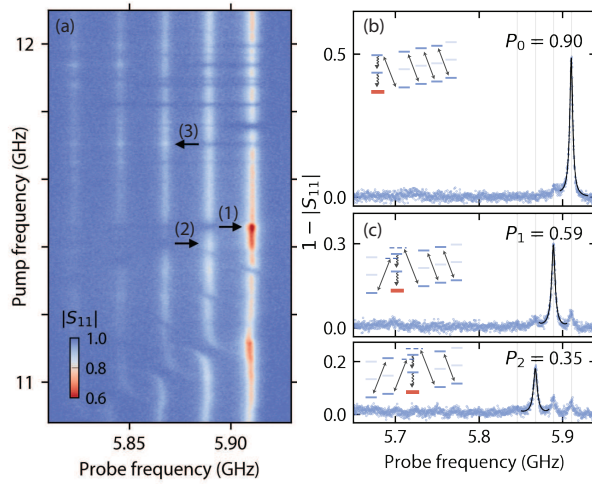 (a)
12
11
Pump frequency (GHz)
(3)
(1)
(2)
|S₁₁|
1.0
0.8
0.6
5.85
5.90
Probe frequency (GHz)
(b)
P₀ = 0.90
0.5
0.0
1 − |S₁₁|
(c)
P₁ = 0.59
0.3
0.0
P₂ = 0.35
0.2
0.0
5.7
5.8
5.9
Probe frequency (GHz)